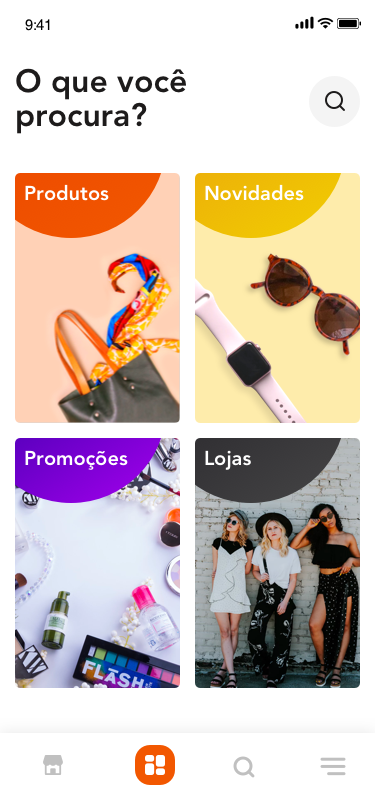 9:41
O que você
procura?
Produtos
Novidades
Promoções
Lojas
FLASH